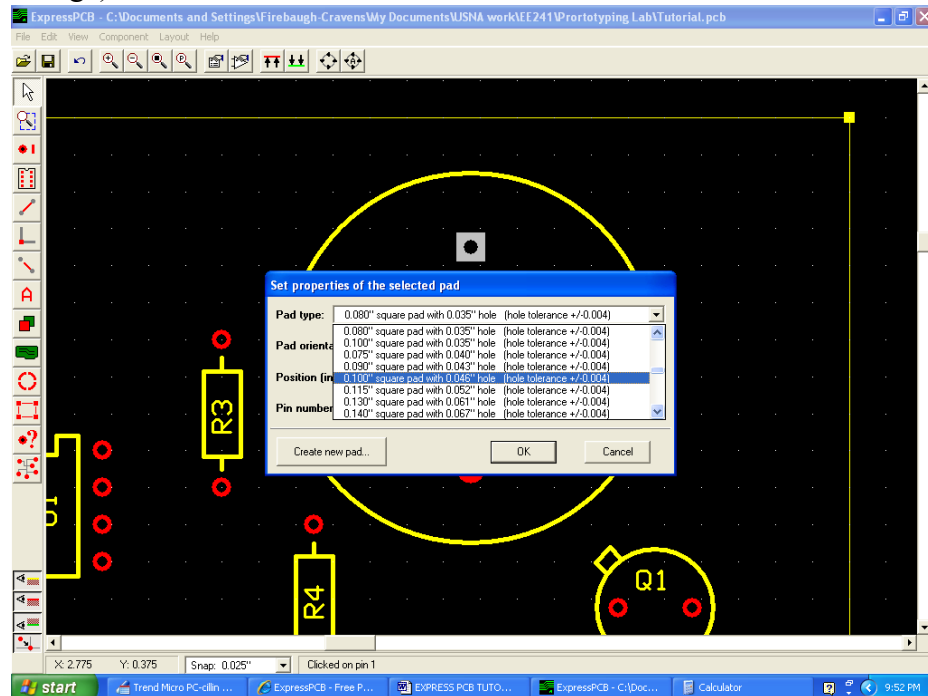 ExpressPCB - C:\Documents and Settings\Firebaugh-Cravens\My Documents\USNA work\EE241\Prortotyping Lab\Tutorial.pcb
File Edit View Component Layout Help
Set properties of the selected pad
Pad type: 0.080" square pad with 0.035" hole (hole tolerance +/-0.004)
0.080" square pad with 0.035" hole (hole tolerance +/-0.004)
Pad orienta
0.100" square pad with 0.035" hole (hole tolerance +/-0.004)
0.075" square pad with 0.040" hole (hole tolerance +/-0.004)
0.090" square pad with 0.043" hole (hole tolerance +/-0.004)
Position (in
0.100" square pad with 0.046" hole (hole tolerance +/-0.004)
0.115" square pad with 0.052" hole (hole tolerance +/-0.004)
0.130" square pad with 0.061" hole (hole tolerance +/-0.004)
Pin number
0.140" square pad with 0.067" hole (hole tolerance +/-0.004)
Create new pad... OK Cancel
R3
U1
R4
Q1
A
X: 2.775 Y: 0.375 Snap: 0.025" Clicked on pin 1
start Trend Micro PC-cillin ... ExpressPCB - Free P... EXPRESS PCB TUTO... ExpressPCB - C:\Doc... Calculator 9:52 PM